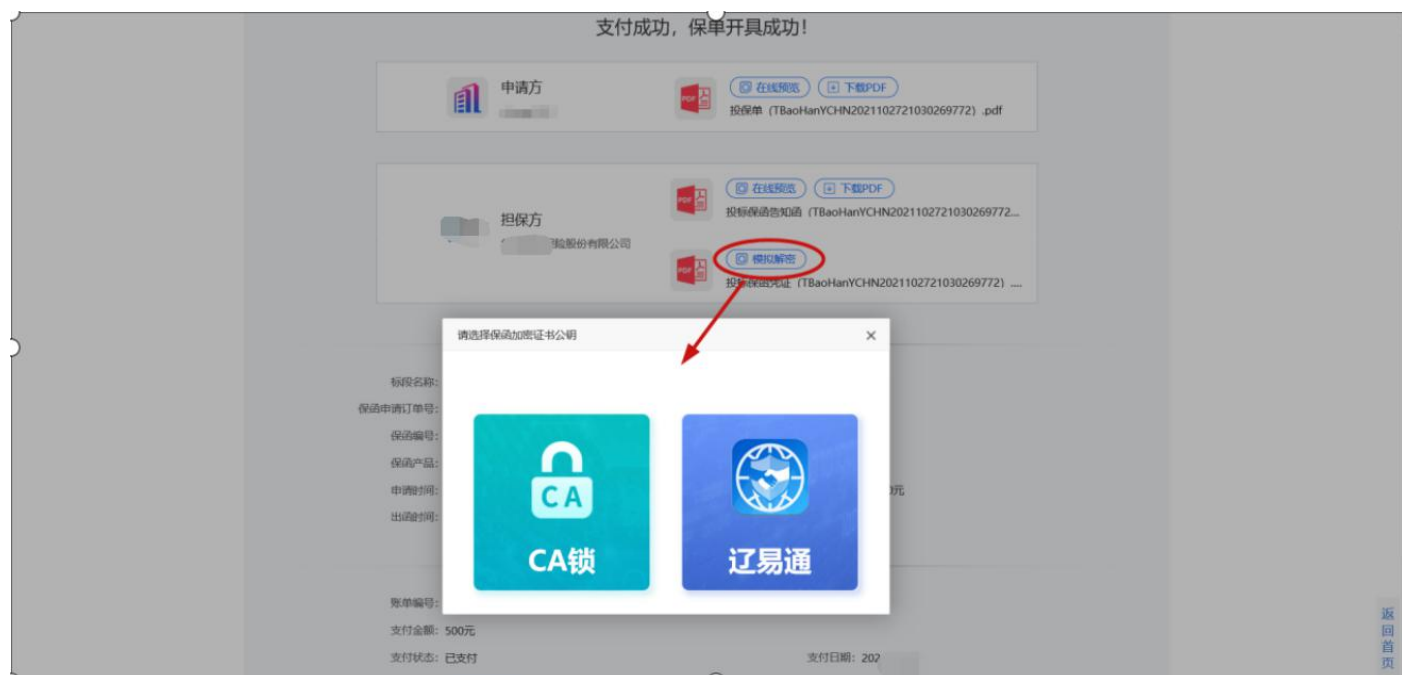 支付成功，保单开具成功！
申请方
在线预览 下载PDF
投保单（TBaoHanYCHN2021102721030269772）.pdf
在线预览 下载PDF
投标保函告知函（TBaoHanYCHN2021102721030269772...
担保方
险股份有限公司
模拟解密
投标保函凭证（TBaoHanYCHN2021102721030269772）....
请选择保函加密证书公钥
标段名称:
保函申请订单号:
保函编号:
保函产品:
申请时间:
元
出函时间:
CA
CA锁
辽易通
账单编号:
支付金额: 500元
支付状态: 已支付 支付日期: 202
返回首页